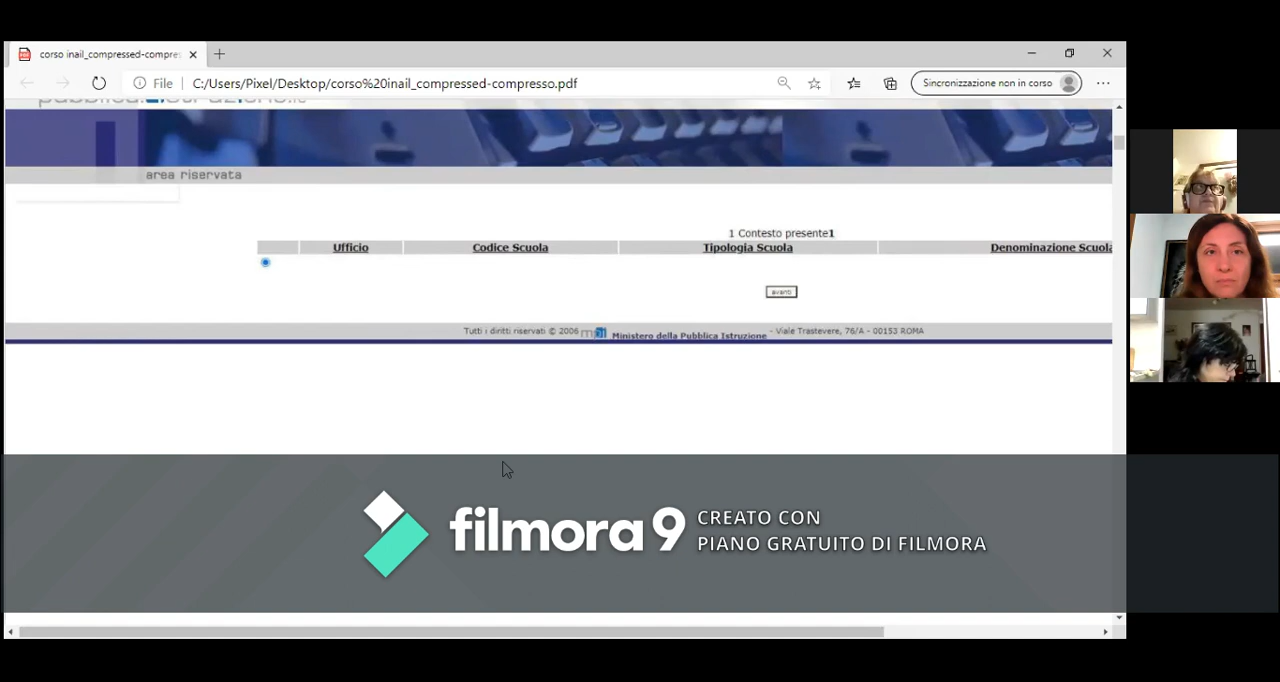 corso inail_compressed-compre
File
C:/Users/Pixel/Desktop/corso%20inail_compressed-compresso.pdf
Sincronizzazione non in corso
area riservata
1 Contesto presente1
Ufficio
Codice Scuola
Tipologia Scuola
Denominazione Scuola
avanti
Tutti i diritti riservati © 2006 mpi Ministero della Pubblica Istruzione - Viale Trastevere, 76/A - 00153 ROMA
filmora 9
CREATO CON
PIANO GRATUITO DI FILMORA